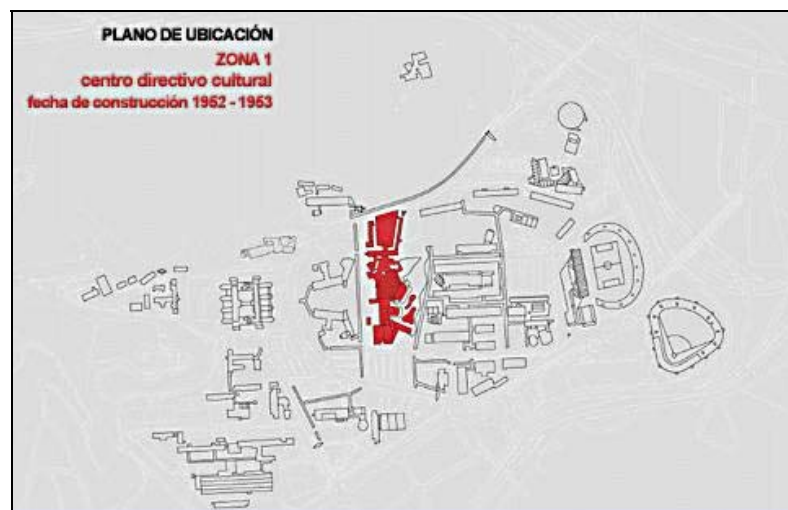 PLANO DE UBICACIÓN
ZONA 1
centro directivo cultural
fecha de construcción 1952 - 1953